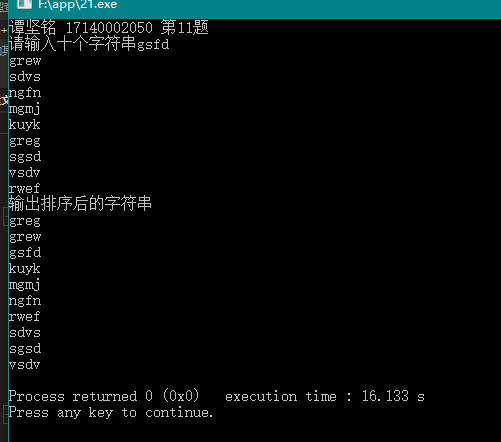 F:\app\21.exe
谭坚铭 17140002050 第11题
请输入十个字符串gsfd
grew
sdvs
ngfn
mgmj
kuyk
greg
sgsd
vsdv
rwef
输出排序后的字符串
greg
grew
gsfd
kuyk
mgmj
ngfn
rwef
sdvs
sgsd
vsdv
Process returned 0 (0x0)   execution time : 16.133 s
Press any key to continue.